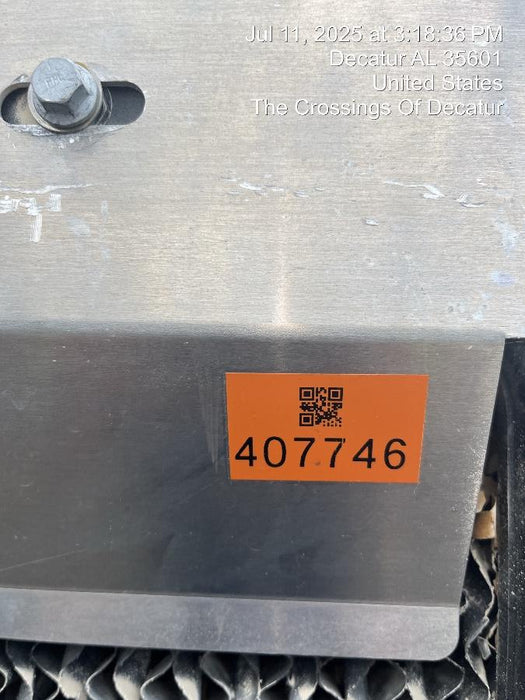 Jul 11, 2025 at 3:18:36 PM
Decatur AL 35601
United States
The Crossings Of Decatur
407746